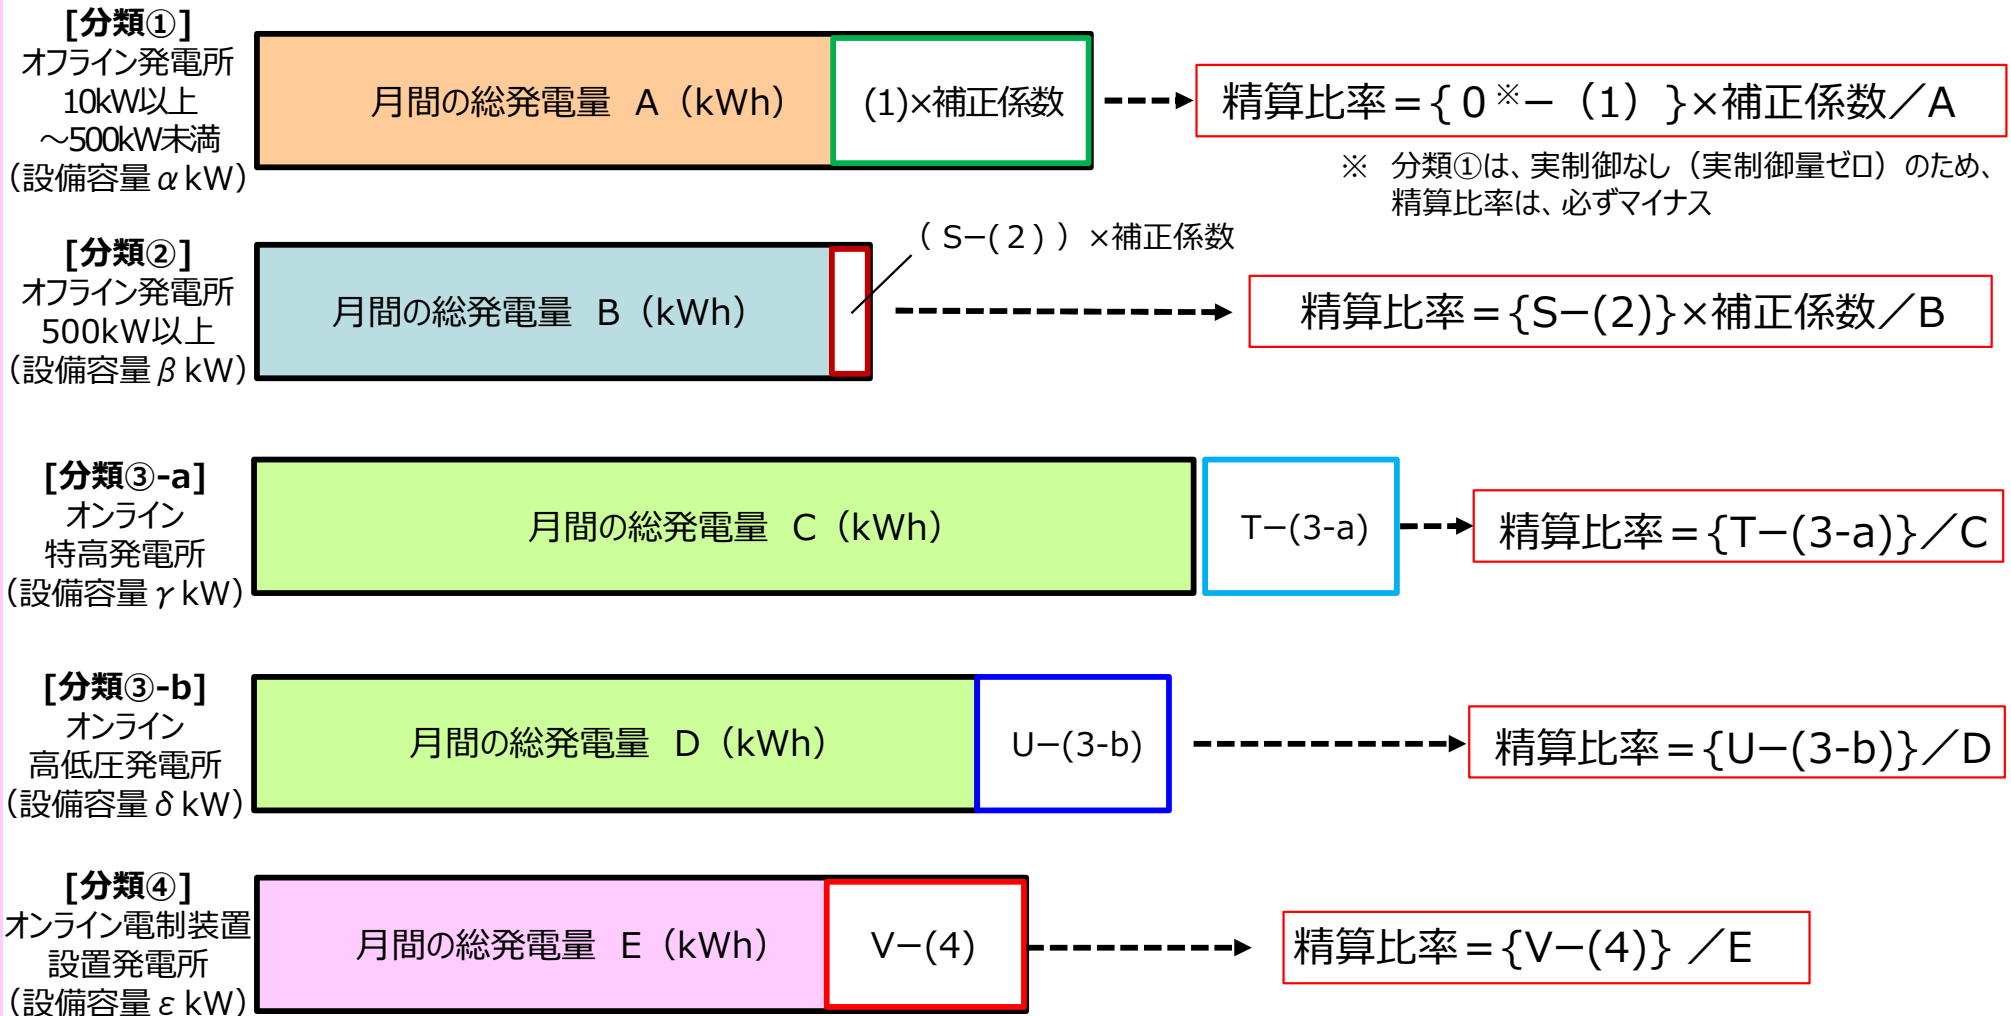 [分類①]
オフライン発電所
10kW以上
～500kW未満
（設備容量αkW）
月間の総発電量 A（kWh）
(1)×補正係数
精算比率＝{０※－（1）}×補正係数／A
※ 分類①は、実制御なし（実制御量ゼロ）のため、
精算比率は、必ずマイナス
[分類②]
オフライン発電所
500kW以上
（設備容量βkW）
月間の総発電量 B（kWh）
（S－(２)）×補正係数
精算比率＝{S－(2)}×補正係数／B
[分類③-a]
オンライン
特高発電所
（設備容量γkW）
月間の総発電量 C（kWh）
T－(3-a)
精算比率＝{T－(3-a)}／C
[分類③-b]
オンライン
高低圧発電所
（設備容量δkW）
月間の総発電量 D（kWh）
U－(3-b)
精算比率＝{U－(3-b)}／D
[分類④]
オンライン電制装置
設置発電所
（設備容量εkW）
月間の総発電量 E（kWh）
V－(4)
精算比率＝{V－(4)} ／E